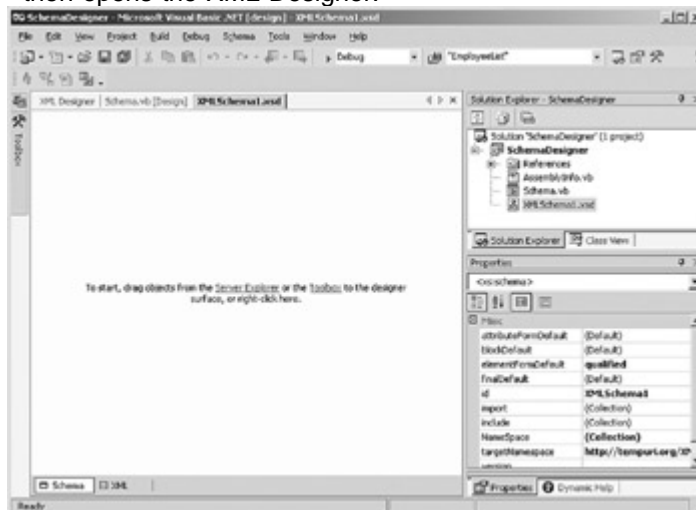 then opens the XML Designer.
SchemaDesigner - Microsoft Visual Basic .NET [design] - XMLSchema1.xsd
File Edit View Project Build Debug Schema Tools Window Help
Debug "EmployeeList"
XML Designer Schema.vb [Design] XMLSchema1.xsd
Toolbox
To start, drag objects from the Server Explorer or the Toolbox to the designer
surface, or right-click here.
Schema XML
Solution Explorer - SchemaDesigner
Solution "SchemaDesigner" (1 project)
SchemaDesigner
References
AssemblyInfo.vb
Schema.vb
XMLSchema1.xsd
Solution Explorer Class View
Properties
<xs:schema>
Misc
attributeFormDefault (Default)
blockDefault (Default)
elementFormDefault qualified
finalDefault (Default)
id XMLSchema1
import (Collection)
include (Collection)
NameSpace (Collection)
targetNamespace http://tempuri.org/XM
version
Properties Dynamic Help
Ready